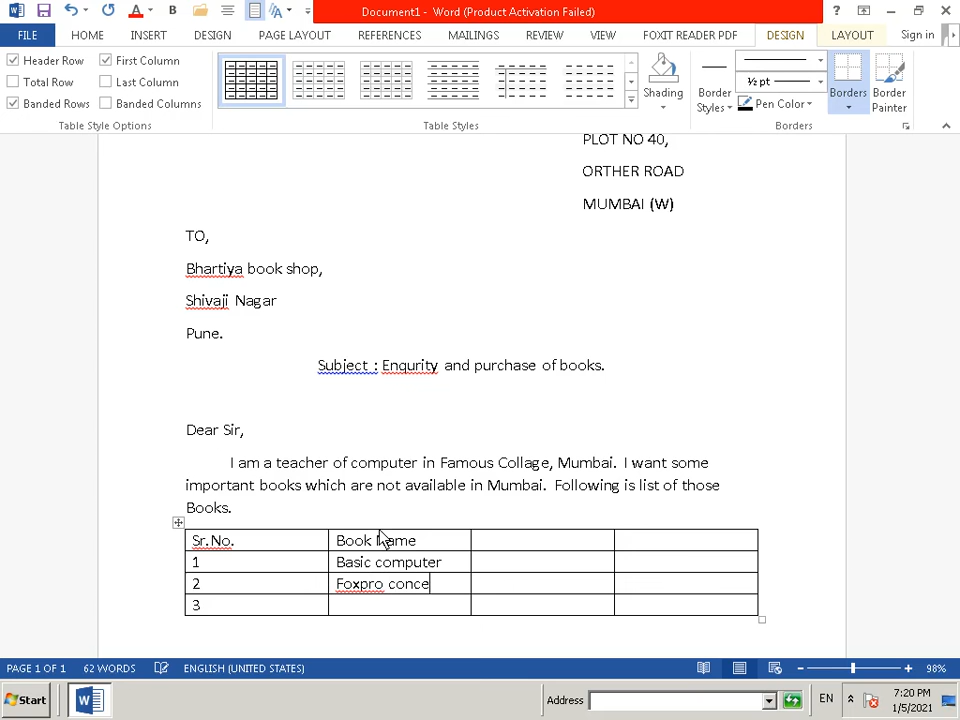 Document1 - Word (Product Activation Failed)
FILE HOME INSERT DESIGN PAGE LAYOUT REFERENCES MAILINGS REVIEW VIEW FOXIT READER PDF DESIGN LAYOUT Sign in
Header Row First Column
Total Row Last Column
Banded Rows Banded Columns
Table Style Options
Table Styles
Shading
Border Styles
½ pt
Pen Color
Borders
Border Painter
Borders
PLOT NO 40,
ORTHER ROAD
MUMBAI (W)
TO,
Bhartiya book shop,
Shivaji Nagar
Pune.
Subject : Enqurity and purchase of books.
Dear Sir,
I am a teacher of computer in Famous Collage, Mumbai. I want some
important books which are not available in Mumbai. Following is list of those
Books.
Sr.No. Book Name
1 Basic computer
2 Foxpro conce
3
PAGE 1 OF 1 62 WORDS ENGLISH (UNITED STATES) 98%
Start Address EN 7:20 PM
1/5/2021